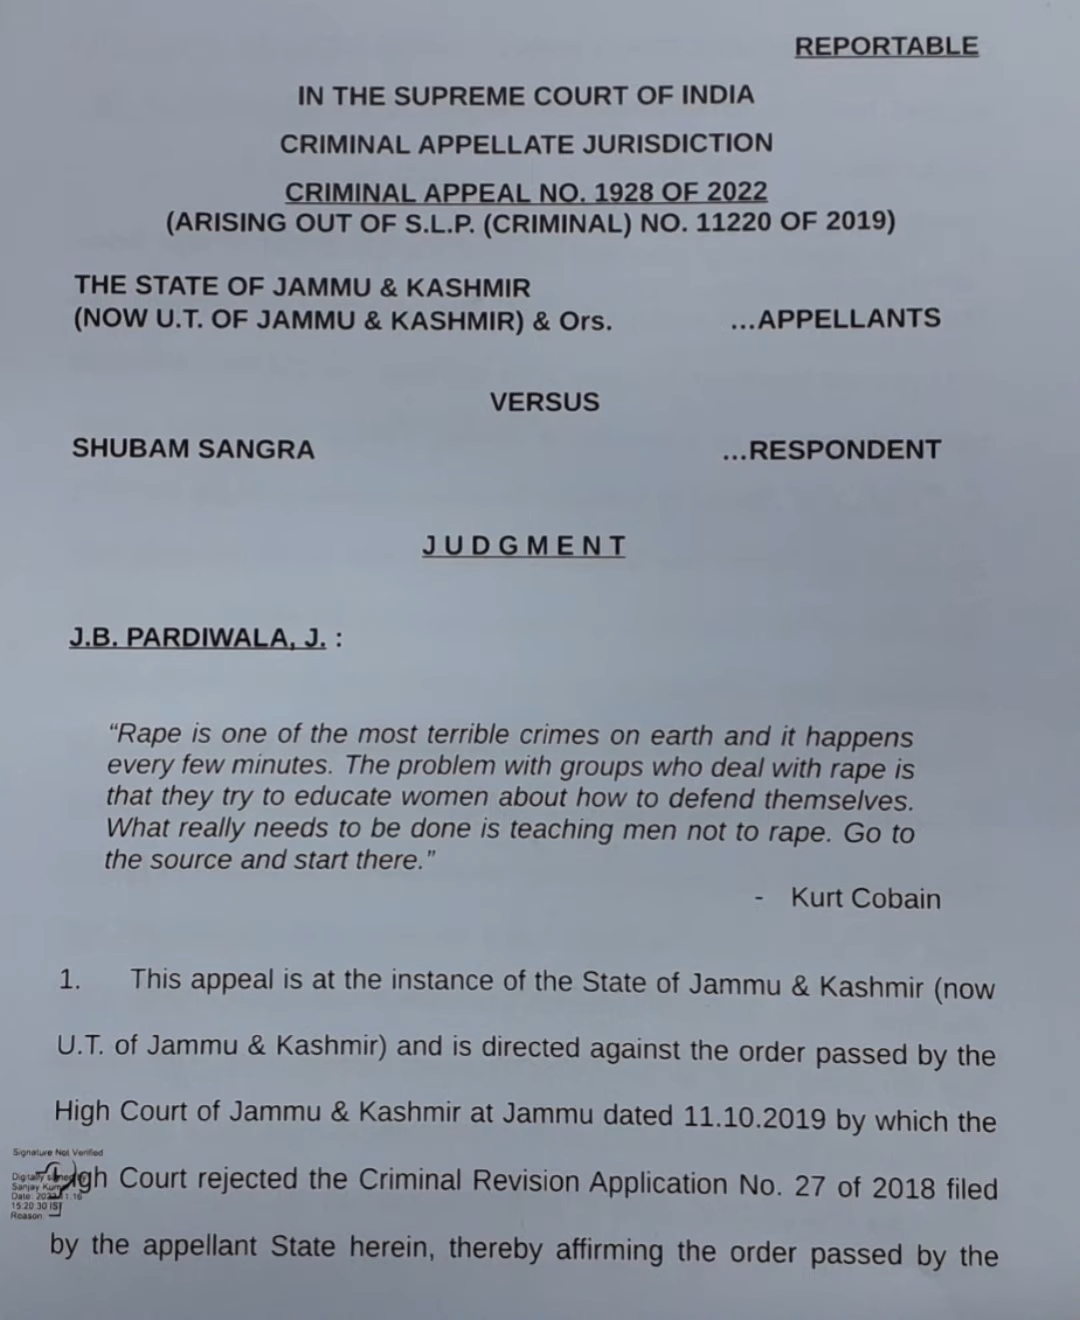 REPORTABLE
IN THE SUPREME COURT OF INDIA
CRIMINAL APPELLATE JURISDICTION
CRIMINAL APPEAL NO. 1928 OF 2022
(ARISING OUT OF S.L.P. (CRIMINAL) NO. 11220 OF 2019)
THE STATE OF JAMMU & KASHMIR
(NOW U.T. OF JAMMU & KASHMIR) & Ors. ...APPELLANTS
VERSUS
SHUBAM SANGRA ...RESPONDENT
JUDGMENT
J.B. PARDIWALA, J. :
“Rape is one of the most terrible crimes on earth and it happens
every few minutes. The problem with groups who deal with rape is
that they try to educate women about how to defend themselves.
What really needs to be done is teaching men not to rape. Go to
the source and start there.”
- Kurt Cobain
1. This appeal is at the instance of the State of Jammu & Kashmir (now
U.T. of Jammu & Kashmir) and is directed against the order passed by the
High Court of Jammu & Kashmir at Jammu dated 11.10.2019 by which the
Signature Not Verified
High Court rejected the Criminal Revision Application No. 27 of 2018 filed
Digitally
Sanjay
Date:
15:20:30 IST
Reason:
by the appellant State herein, thereby affirming the order passed by the